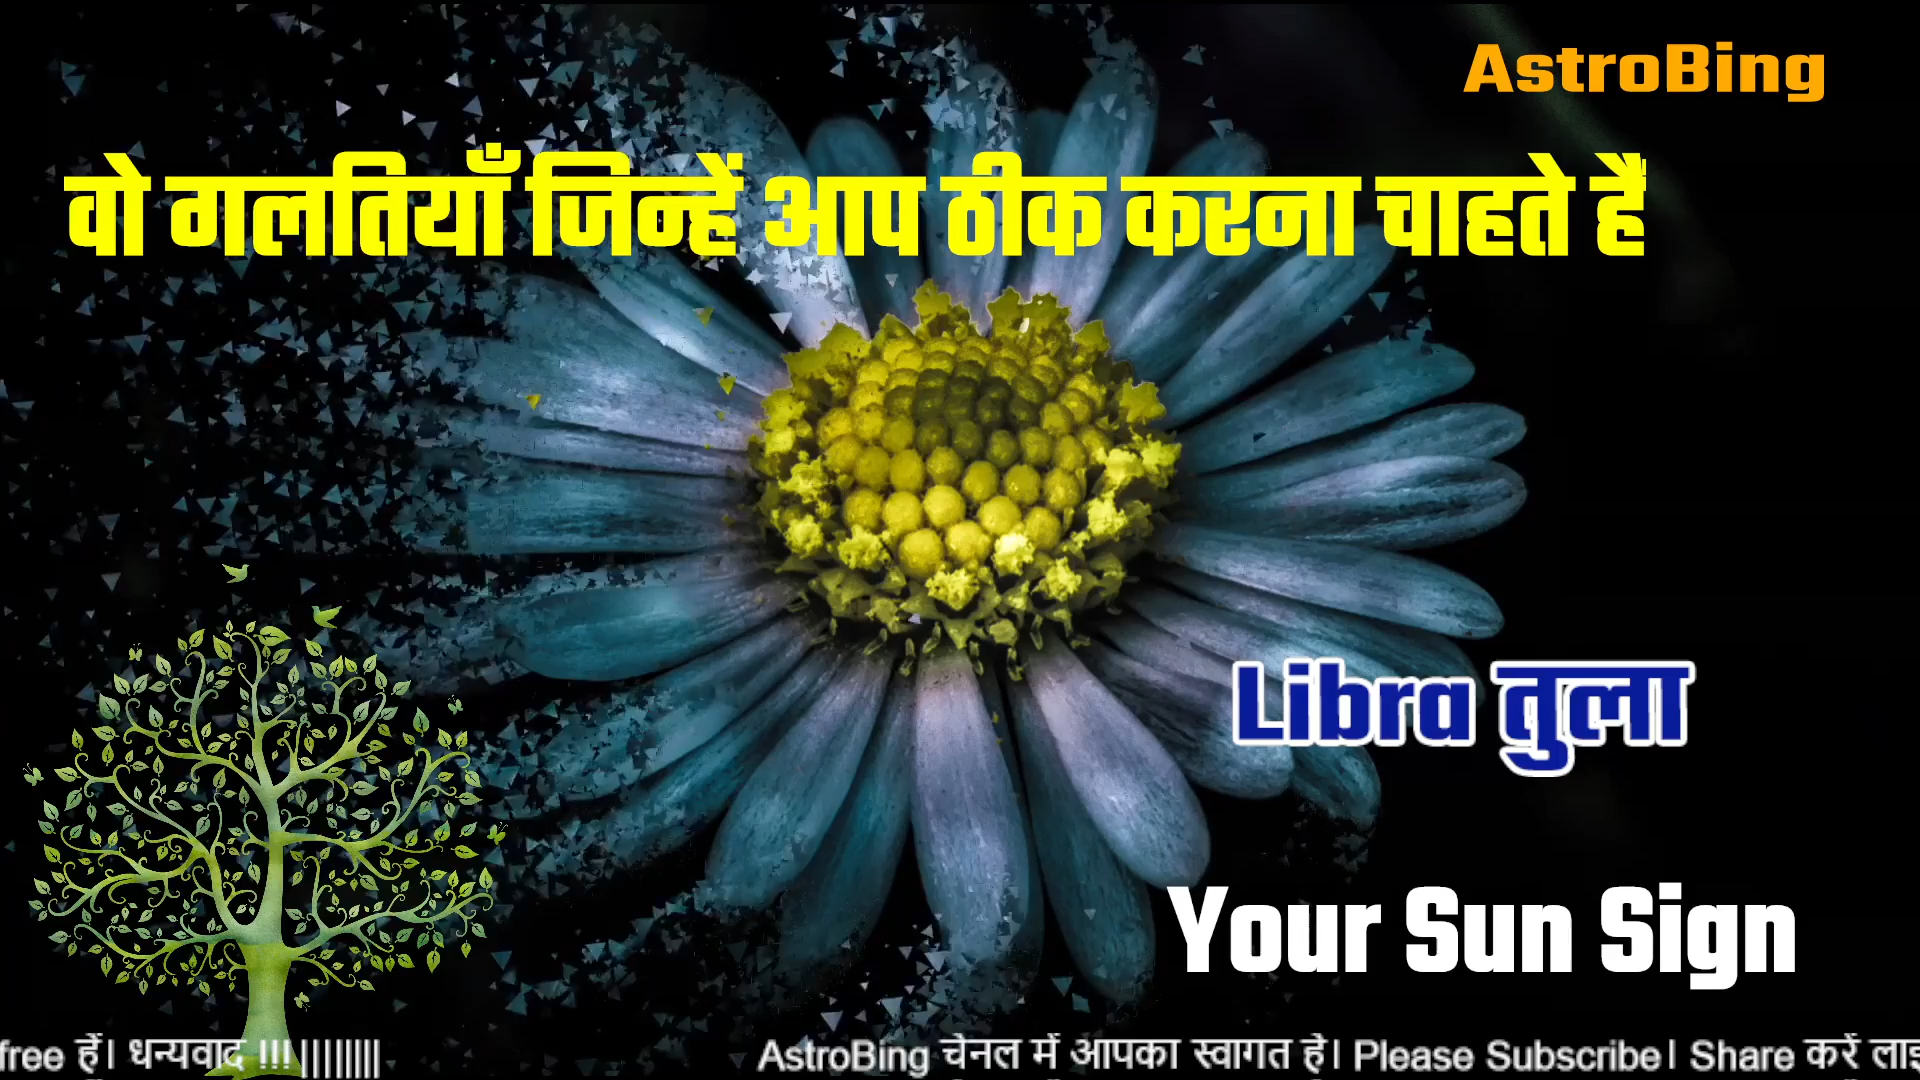 AstroBing
वो गलतियाँ जिन्हें आप ठीक करना चाहते हैं
Libra तुला
Your Sun Sign
free हैं। धन्यवाद !!! ||||||||| AstroBing चेनल में आपका स्वागत हे। Please Subscribe। Share करें